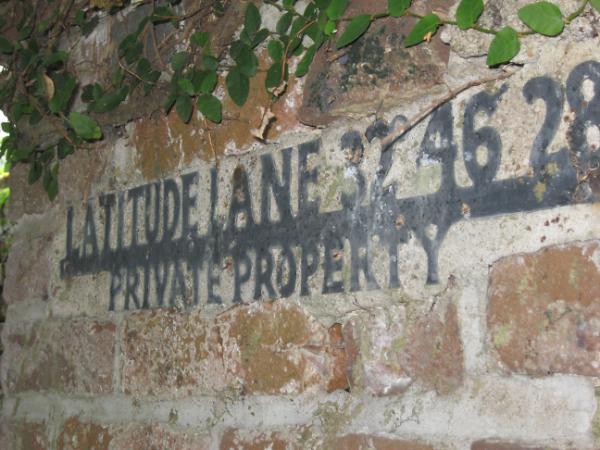 LATITUDE LANE 32 46 28
PRIVATE PROPERTY